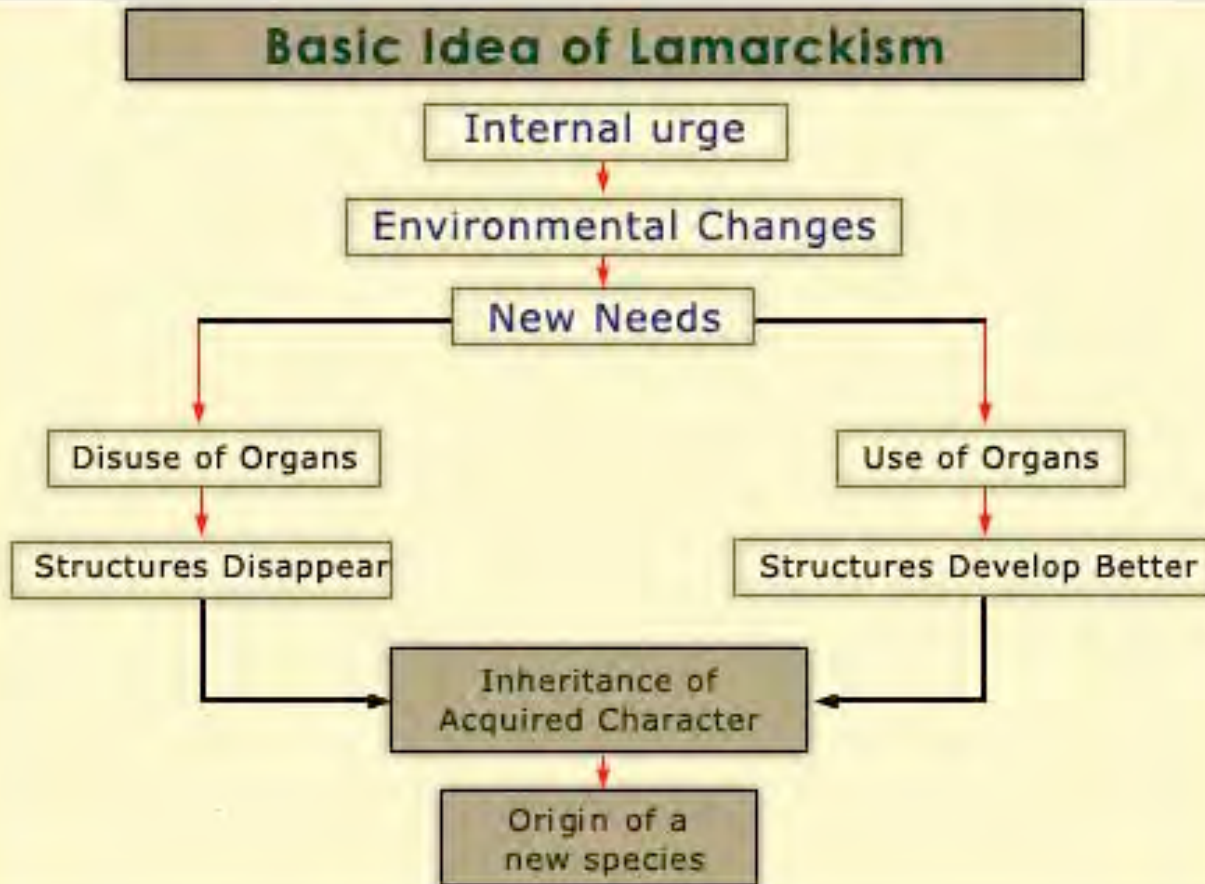 Basic Idea of Lamarckism
Internal urge
Environmental Changes
New Needs
Disuse of Organs
Use of Organs
Structures Disappear
Structures Develop Better
Inheritance of
Acquired Character
Origin of a
new species